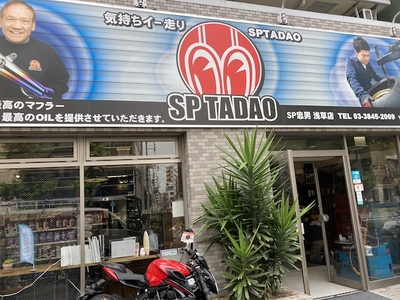 気持ちイー走り
SPTADAO
SP TADAO
最高のマフラー
最高のOILを提供させていただきます。
SP忠男 浅草店 TEL 03-3845-2009